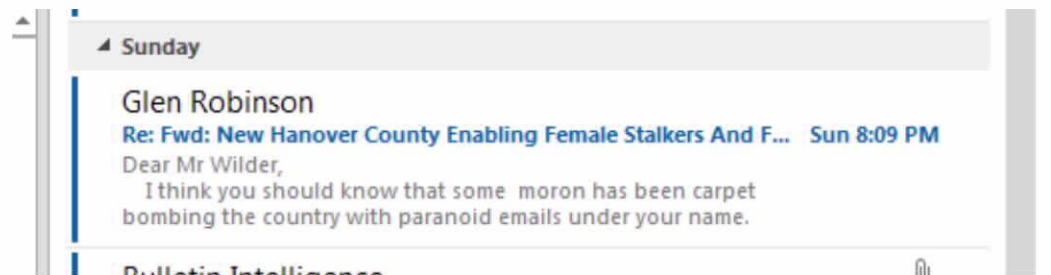 Sunday
Glen Robinson
Re: Fwd: New Hanover County Enabling Female Stalkers And F... Sun 8:09 PM
Dear Mr Wilder,
I think you should know that some moron has been carpet
bombing the country with paranoid emails under your name.
Bulletin Intelligence